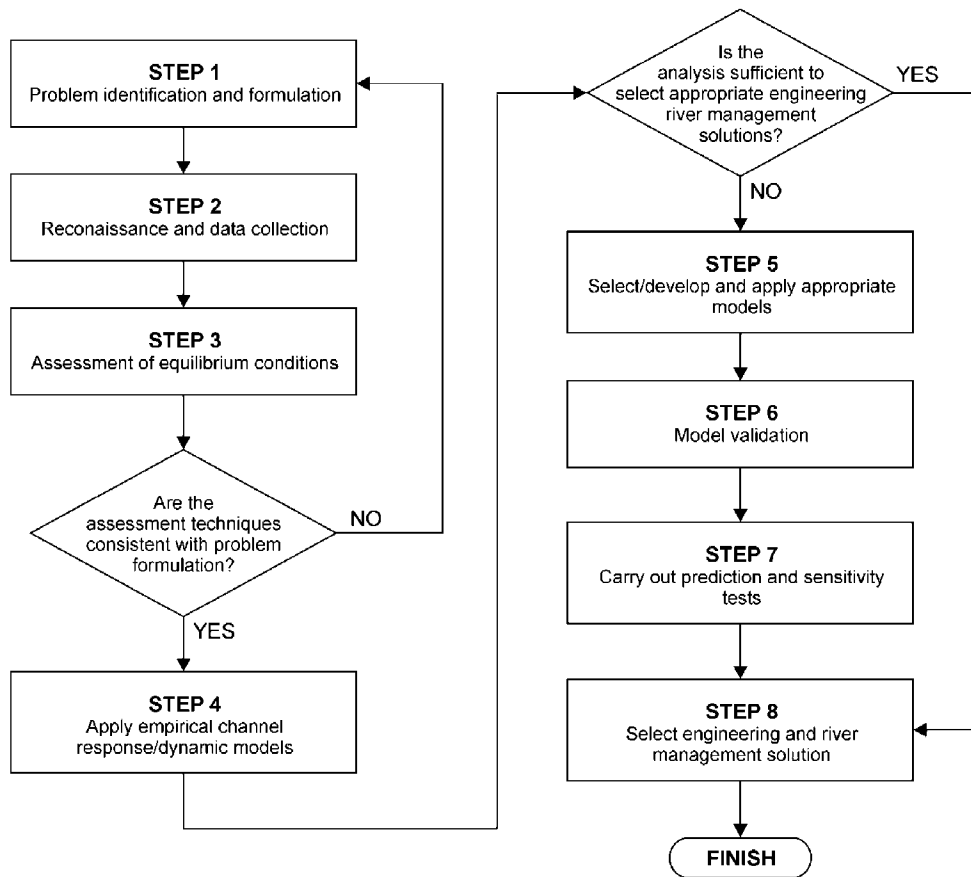 STEP 1
Problem identification and formulation
STEP 2
Reconaissance and data collection
STEP 3
Assessment of equilibrium conditions
Are the
assessment techniques
consistent with problem
formulation?
NO
YES
STEP 4
Apply empirical channel
response/dynamic models
Is the
analysis sufficient to
select appropriate engineering
river management
solutions?
YES
NO
STEP 5
Select/develop and apply appropriate
models
STEP 6
Model validation
STEP 7
Carry out prediction and sensitivity
tests
STEP 8
Select engineering and river
management solution
FINISH